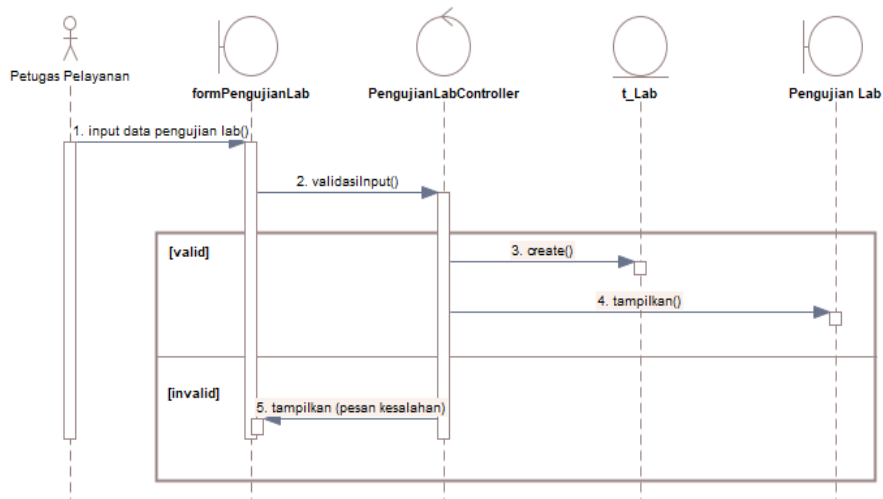 Petugas Pelayanan
formPengujianLab
PengujianLabController
t_Lab
Pengujian Lab
1. input data pengujian lab()
2. validasiInput()
[valid]
3. create()
4. tampilkan()
[invalid]
5. tampilkan (pesan kesalahan)